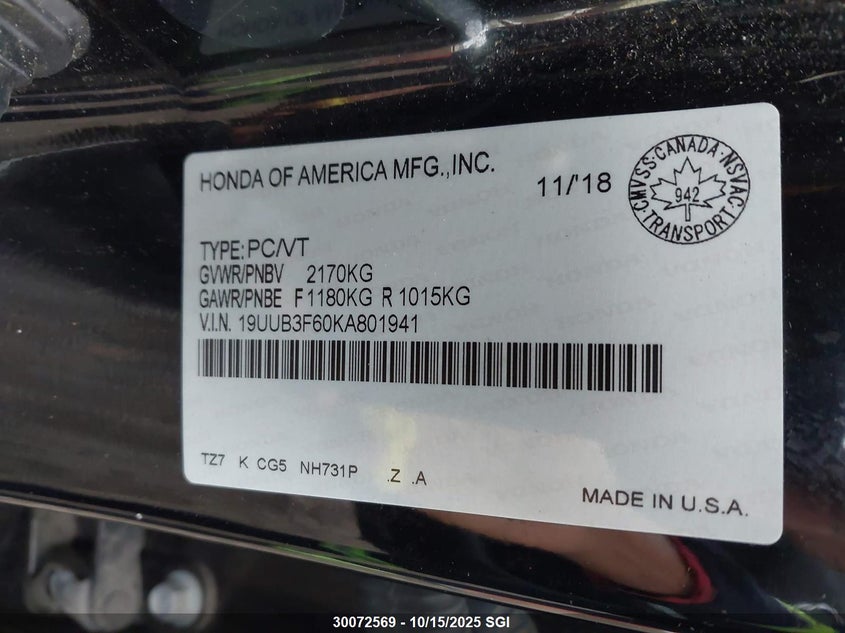 HONDA OF AMERICA MFG.,INC.
11/'18
CMVSS·CANADA·NSVAC
942
TRANSPORT
TYPE:PC/VT
GVWR/PNBV 2170KG
GAWR/PNBE F1180KG R1015KG
V.I.N. 19UUB3F60KA801941
TZ7 K CG5 NH731P .Z .A
MADE IN U.S.A.
30072569 - 10/15/2025 SGI